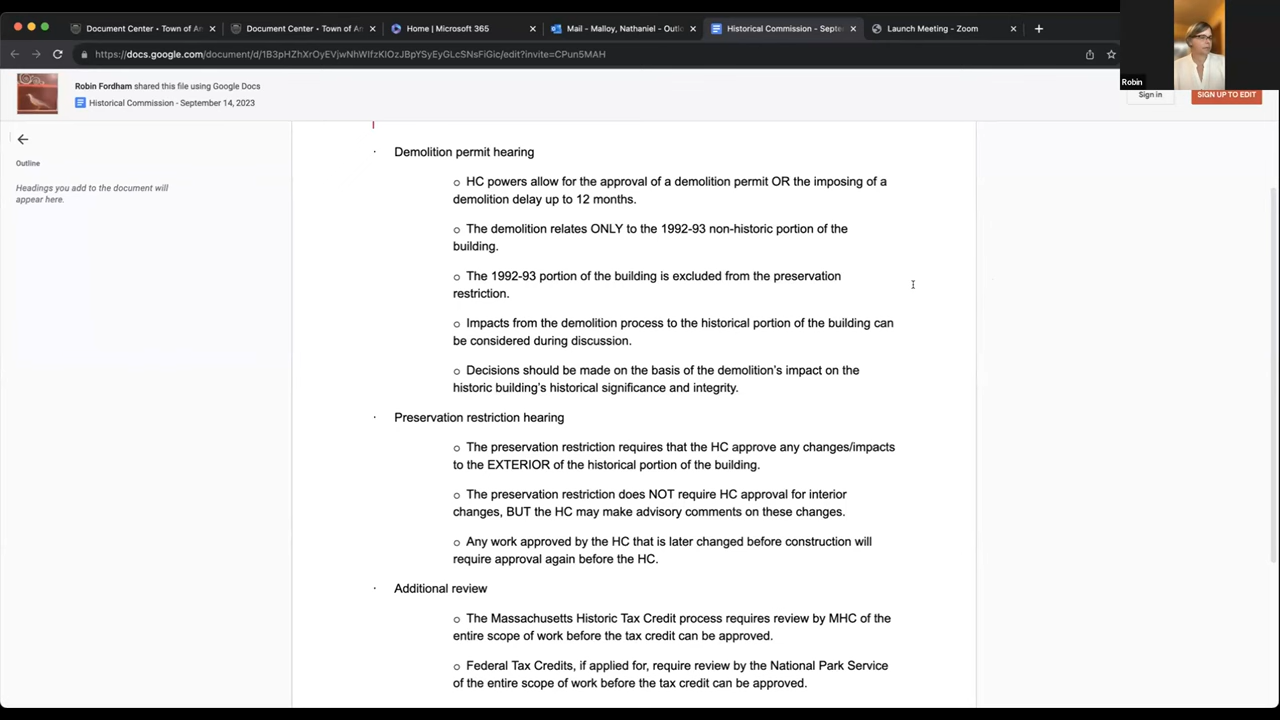 Document Center - Town of Am
Document Center - Town of Am
Home | Microsoft 365
Mail - Malloy, Nathaniel - Outlo
Historical Commission - Septe
Launch Meeting - Zoom
Robin
Robin Fordham shared this file using Google Docs
Historical Commission - September 14, 2023
Sign in
SIGN UP TO EDIT
Outline
Headings you add to the document will
appear here.
· Demolition permit hearing
o HC powers allow for the approval of a demolition permit OR the imposing of a
demolition delay up to 12 months.
o The demolition relates ONLY to the 1992-93 non-historic portion of the
building.
o The 1992-93 portion of the building is excluded from the preservation
restriction.
o Impacts from the demolition process to the historical portion of the building can
be considered during discussion.
o Decisions should be made on the basis of the demolition's impact on the
historic building's historical significance and integrity.
· Preservation restriction hearing
o The preservation restriction requires that the HC approve any changes/impacts
to the EXTERIOR of the historical portion of the building.
o The preservation restriction does NOT require HC approval for interior
changes, BUT the HC may make advisory comments on these changes.
o Any work approved by the HC that is later changed before construction will
require approval again before the HC.
· Additional review
o The Massachusetts Historic Tax Credit process requires review by MHC of the
entire scope of work before the tax credit can be approved.
o Federal Tax Credits, if applied for, require review by the National Park Service
of the entire scope of work before the tax credit can be approved.